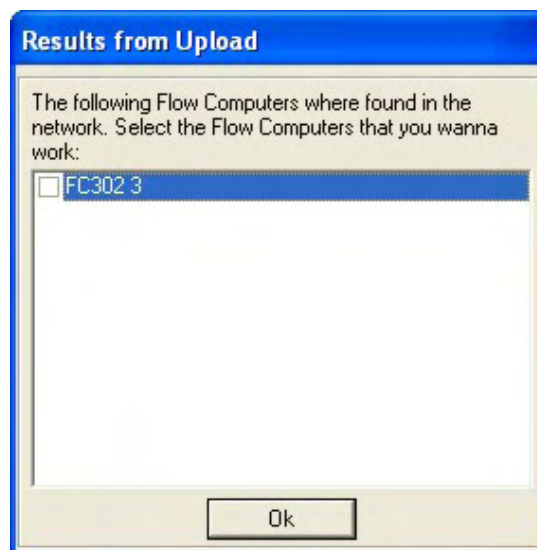 Results from Upload
The following Flow Computers where found in the
network. Select the Flow Computers that you wanna
work:
FC302 3
Ok